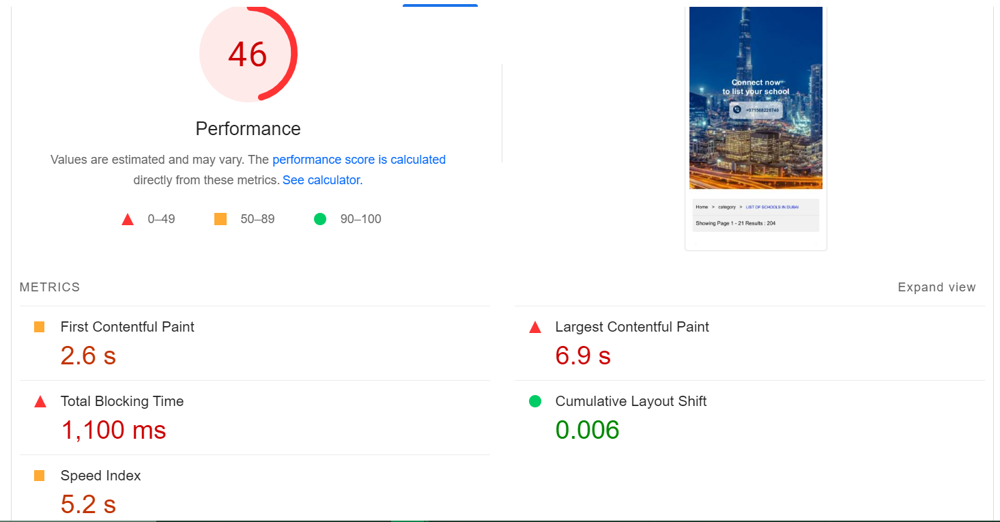 46
Performance
Values are estimated and may vary. The performance score is calculated
directly from these metrics. See calculator.
0–49
50–89
90–100
Connect now
to list your school
+971568228740
Home > category > LIST OF SCHOOLS IN DUBAI
Showing Page 1 - 21 Results : 204
METRICS
Expand view
First Contentful Paint
2.6 s
Largest Contentful Paint
6.9 s
Total Blocking Time
1,100 ms
Cumulative Layout Shift
0.006
Speed Index
5.2 s